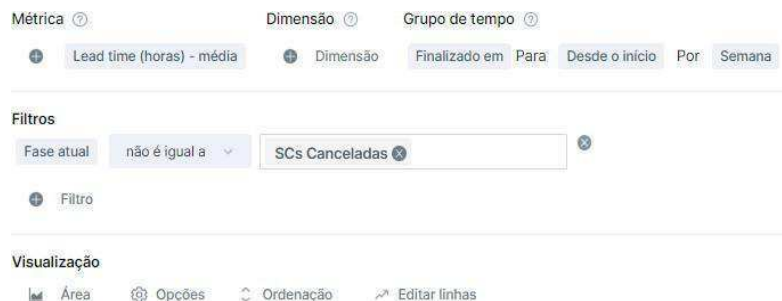 Métrica Dimensão Grupo de tempo
Lead time (horas) - média Dimensão Finalizado em Para Desde o início Por Semana
Filtros
Fase atual não é igual a SCs Canceladas
Filtro
Visualização
Área Opções Ordenação Editar linhas